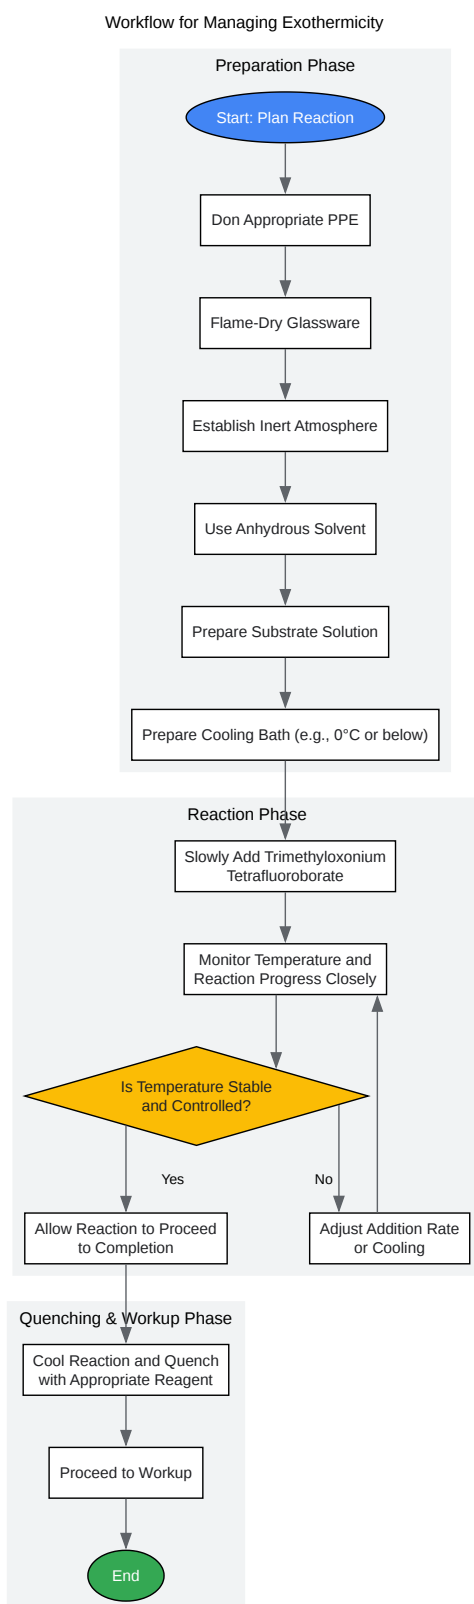 Workflow for Managing Exothermicity
Preparation Phase
Start: Plan Reaction
Don Appropriate PPE
Flame-Dry Glassware
Establish Inert Atmosphere
Use Anhydrous Solvent
Prepare Substrate Solution
Prepare Cooling Bath (e.g., 0°C or below)
Reaction Phase
Slowly Add Trimethyloxonium
Tetrafluoroborate
Monitor Temperature and
Reaction Progress Closely
Is Temperature Stable
and Controlled?
Yes
No
Allow Reaction to Proceed
to Completion
Adjust Addition Rate
or Cooling
Quenching & Workup Phase
Cool Reaction and Quench
with Appropriate Reagent
Proceed to Workup
End